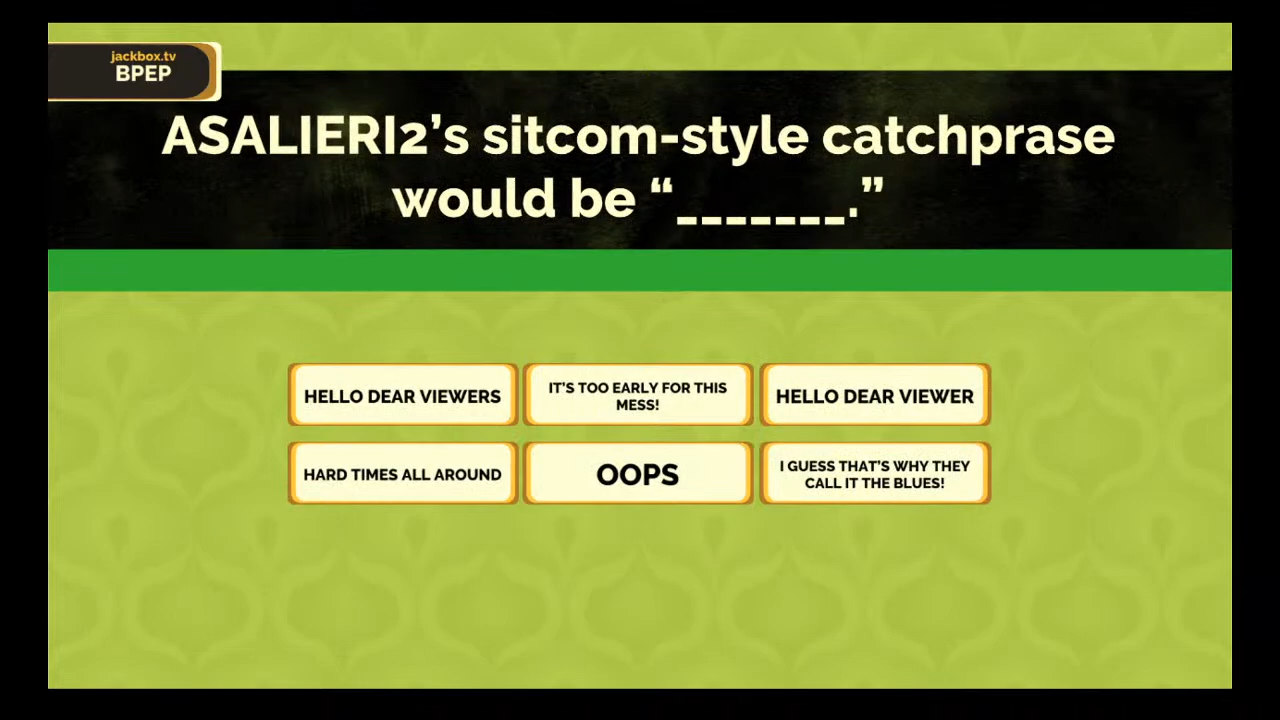 jackbox.tv
BPEP
ASALIERI2’s sitcom-style catchprase
would be “_______.”
HELLO DEAR VIEWERS
IT’S TOO EARLY FOR THIS
MESS!
HELLO DEAR VIEWER
HARD TIMES ALL AROUND
OOPS
I GUESS THAT’S WHY THEY
CALL IT THE BLUES!